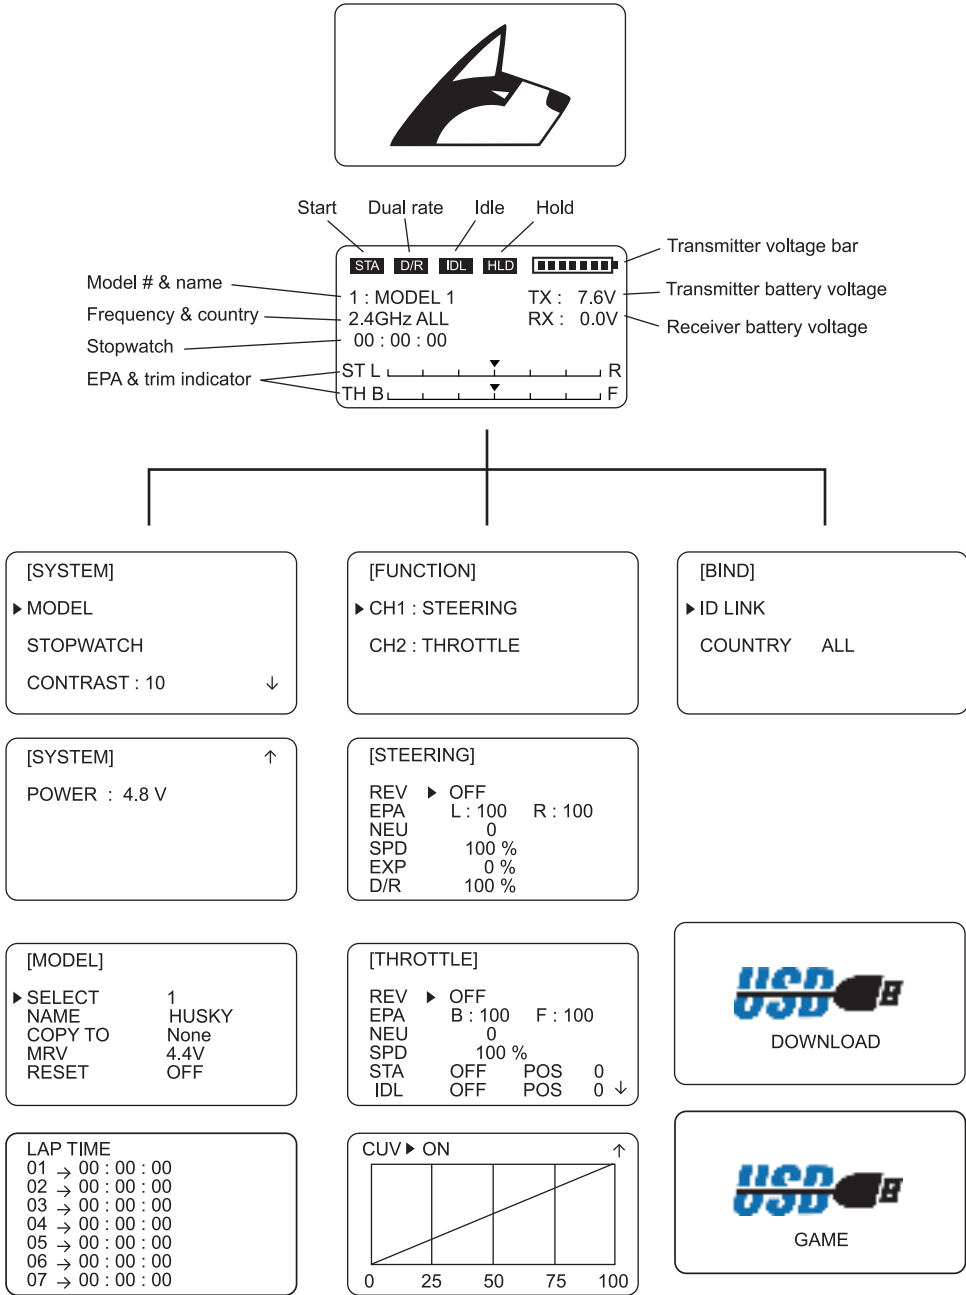 Start Dual rate Idle Hold
STA D/R IDL HLD
Transmitter voltage bar
Model # & name
1 : MODEL 1 TX : 7.6V
Transmitter battery voltage
Frequency & country
2.4GHz ALL RX : 0.0V
Receiver battery voltage
Stopwatch
00 : 00 : 00
EPA & trim indicator
ST L R
TH B F
[SYSTEM]
MODEL
STOPWATCH
CONTRAST : 10 ↓
[FUNCTION]
CH1 : STEERING
CH2 : THROTTLE
[BIND]
ID LINK
COUNTRY ALL
[SYSTEM] ↑
POWER : 4.8 V
[STEERING]
REV OFF
EPA L : 100 R : 100
NEU 0
SPD 100 %
EXP 0 %
D/R 100 %
[MODEL]
SELECT 1
NAME HUSKY
COPY TO None
MRV 4.4V
RESET OFF
[THROTTLE]
REV OFF
EPA B : 100 F : 100
NEU 0
SPD 100 %
STA OFF POS 0
IDL OFF POS 0 ↓
USB
DOWNLOAD
LAP TIME
01 → 00 : 00 : 00
02 → 00 : 00 : 00
03 → 00 : 00 : 00
04 → 00 : 00 : 00
05 → 00 : 00 : 00
06 → 00 : 00 : 00
07 → 00 : 00 : 00
CUV ON ↑
0 25 50 75 100
USB
GAME